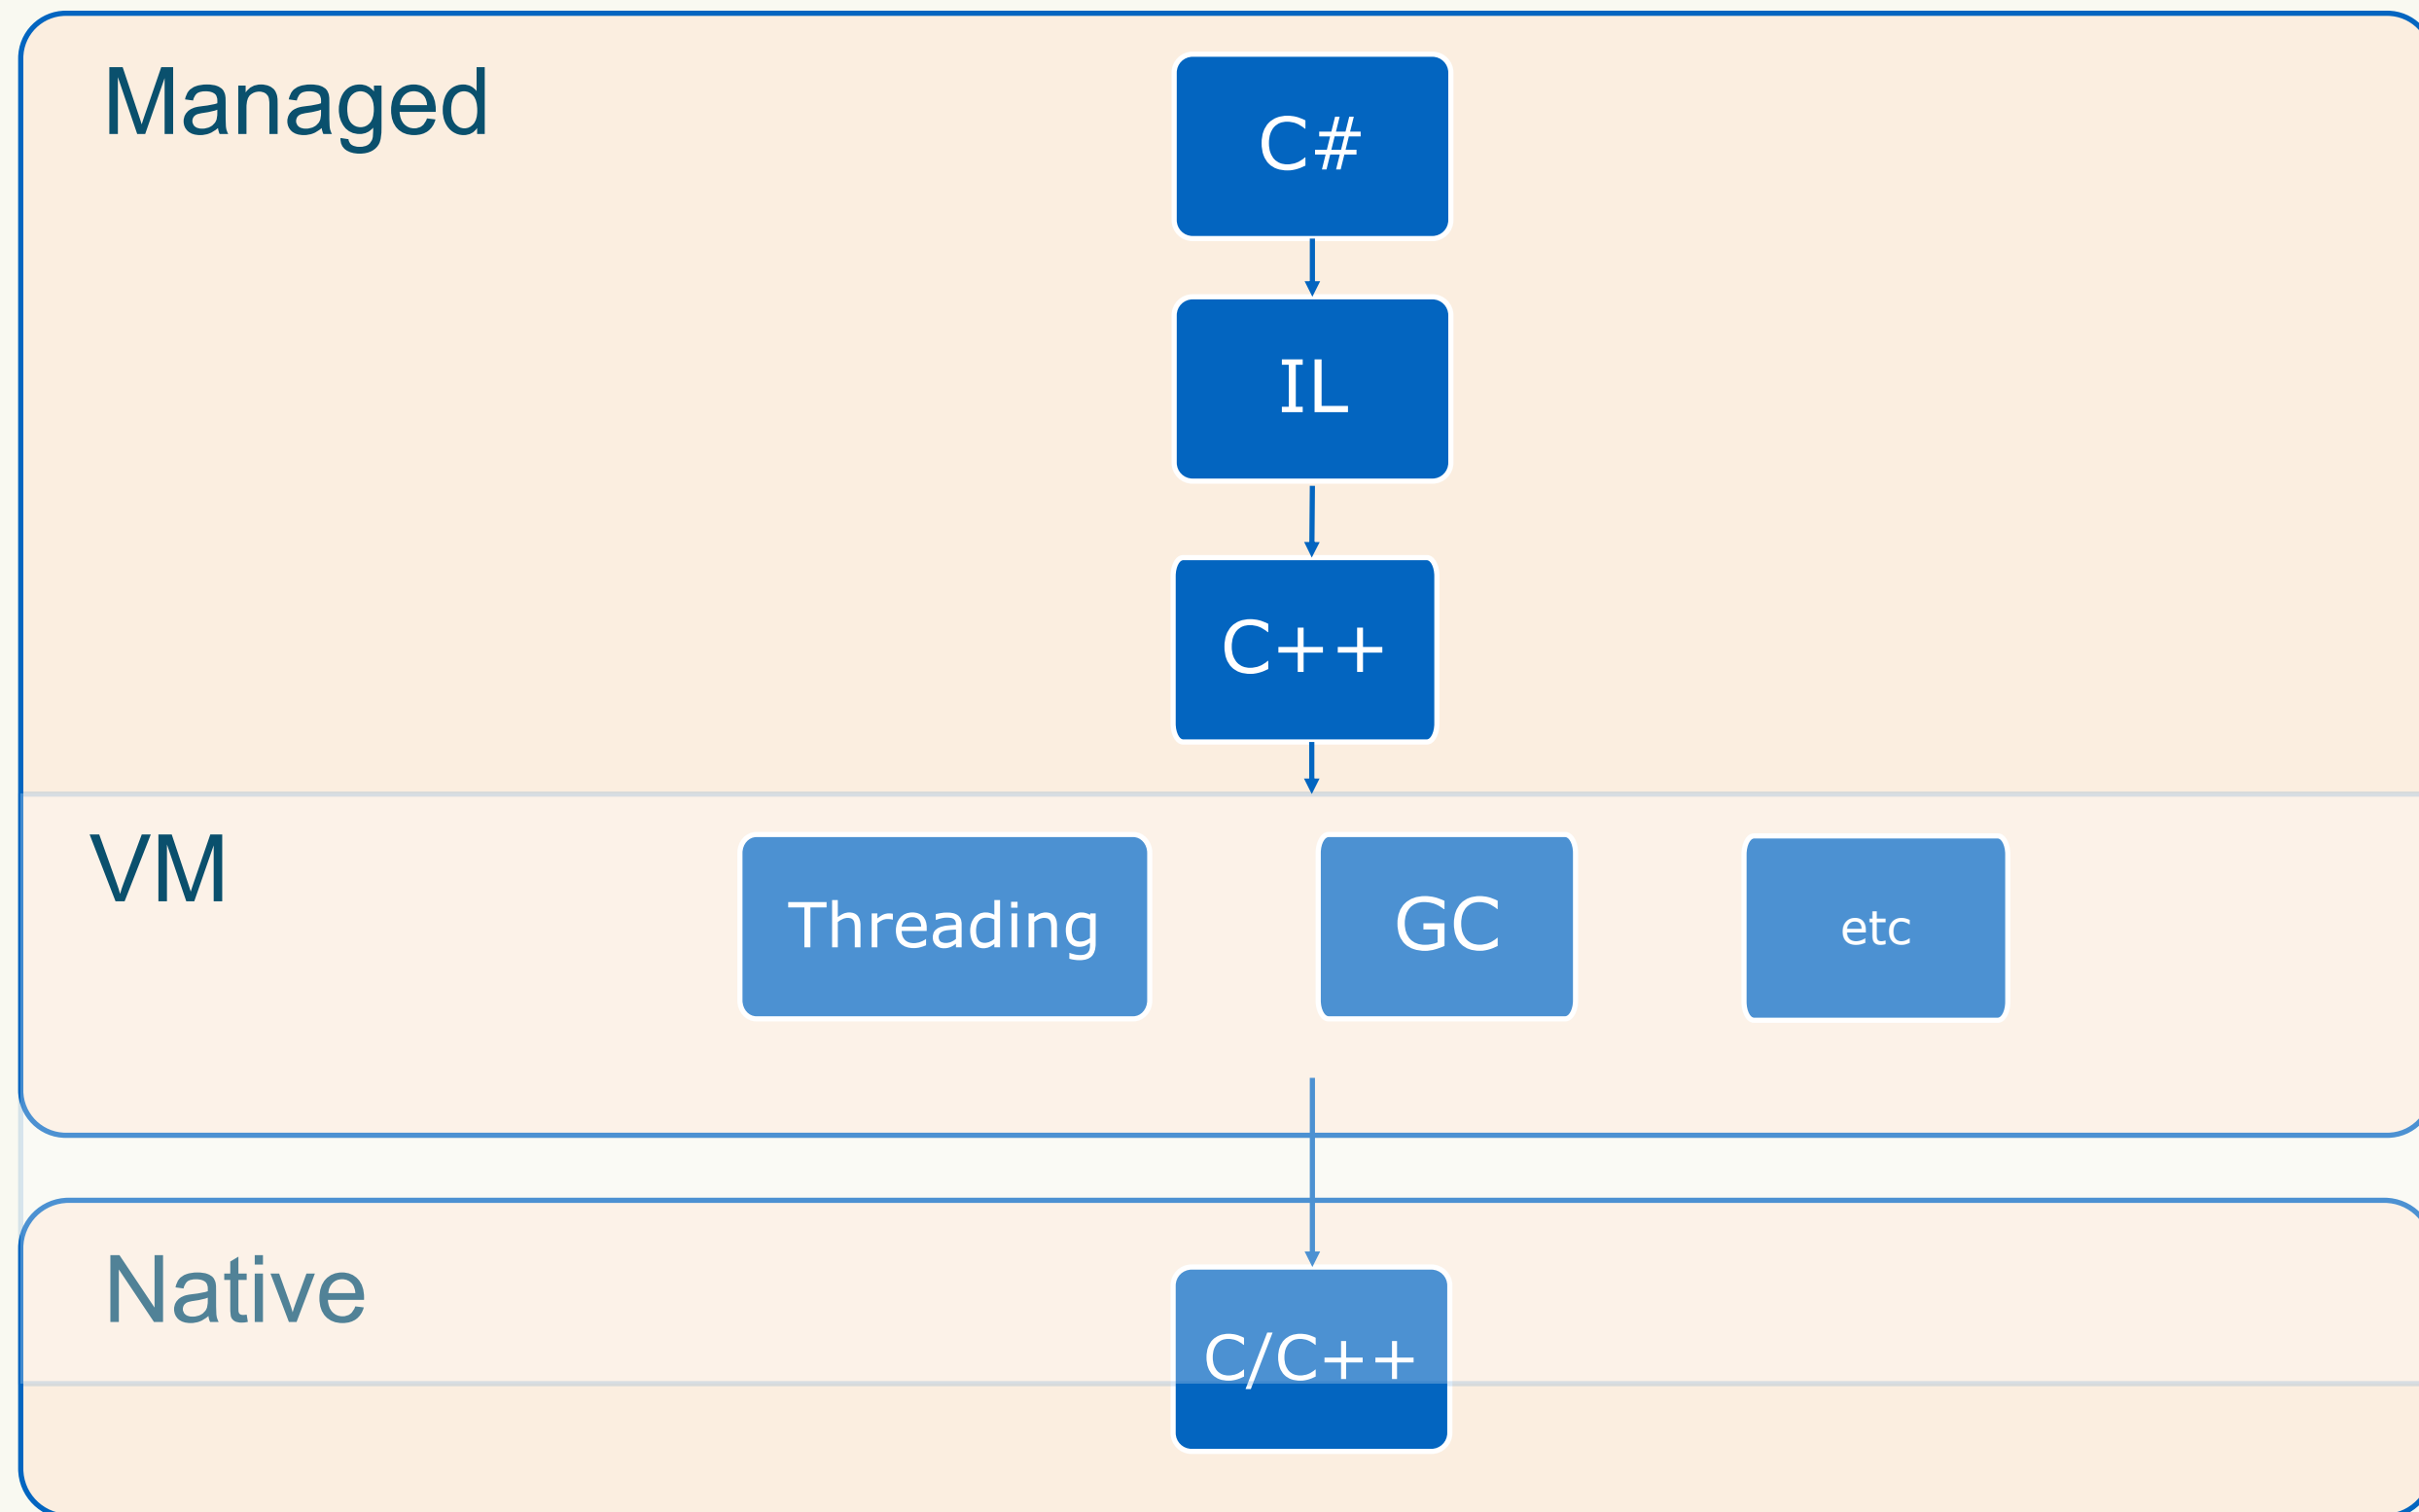 Managed
C#
IL
C++
VM
Threading
GC
etc
Native
C/C++